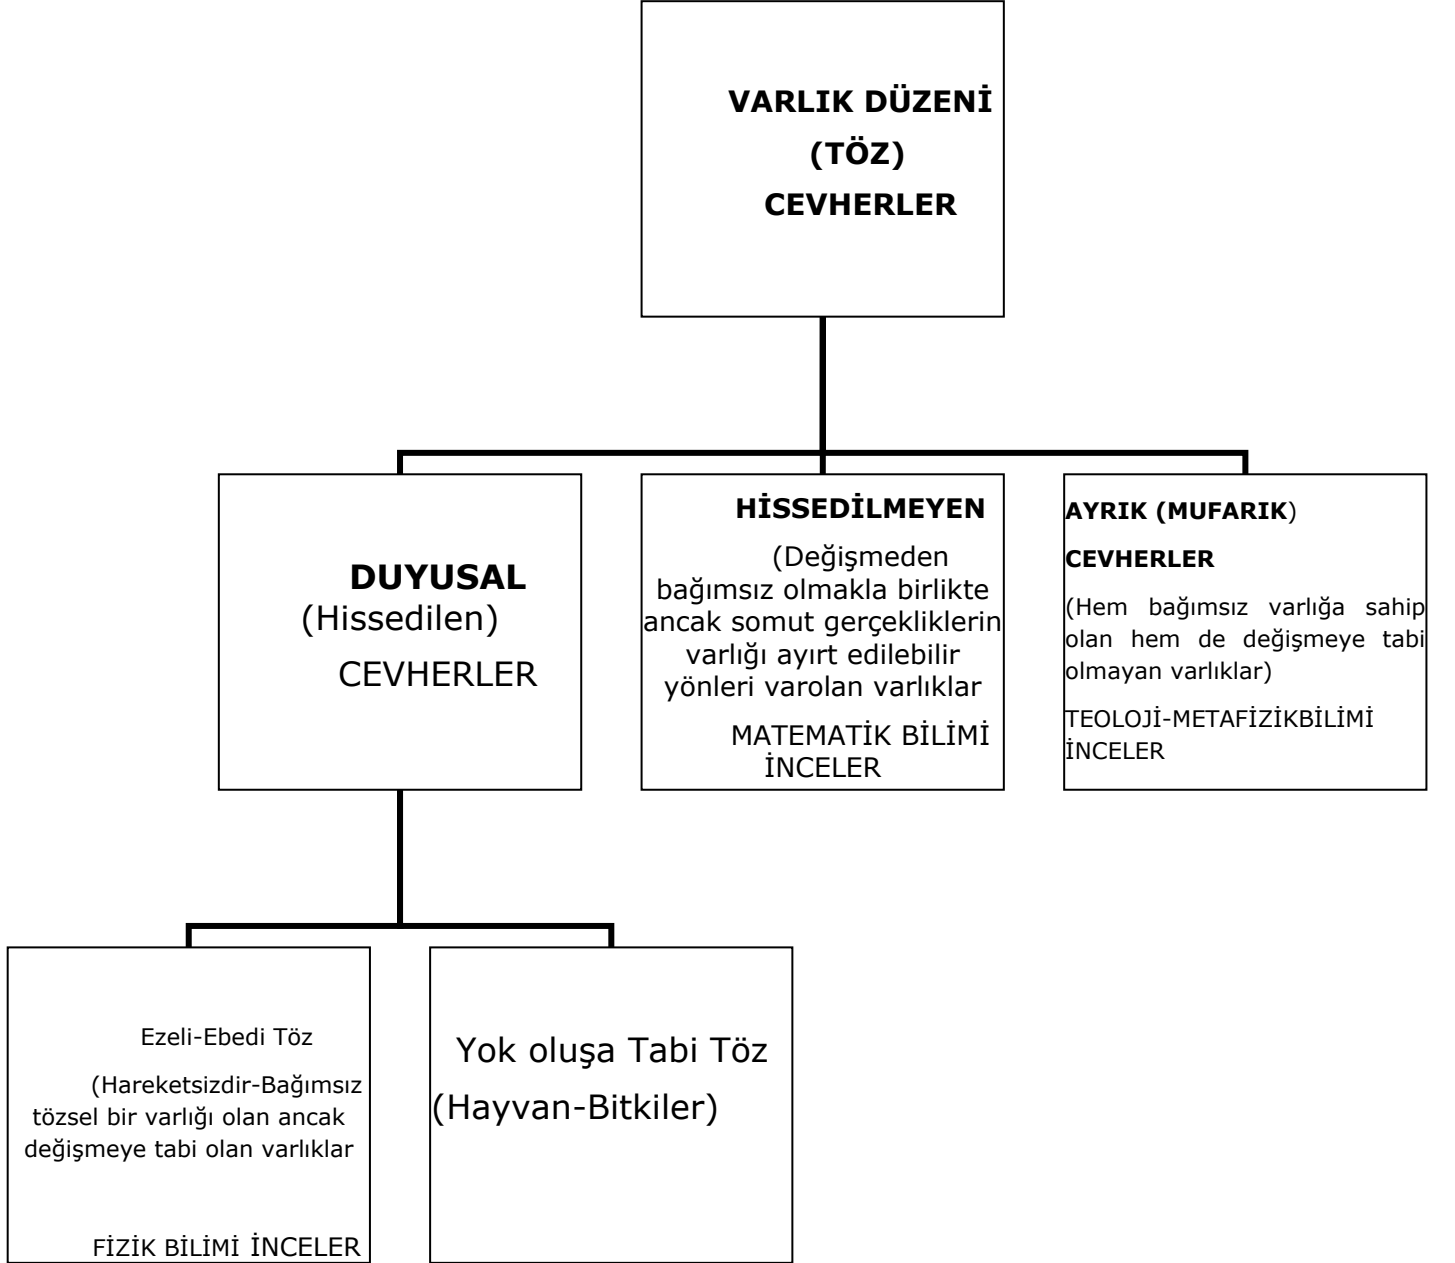 VARLIK DÜZENİ
(TÖZ)
CEVHERLER
DUYUSAL
(Hissedilen)
CEVHERLER
HİSSEDİLMEYEN
(Değişmeden
bağımsız olmakla birlikte
ancak somut gerçekliklerin
varlığı ayırt edilebilir
yönleri varolan varlıklar
MATEMATİK BİLİMİ
İNCELER
AYRIK (MUFARIK)
CEVHERLER
(Hem bağımsız varlığa sahip
olan hem de değişmeye tabi
olmayan varlıklar)
TEOLOJİ-METAFİZİKBİLİMİ
İNCELER
Ezeli-Ebedi Töz
(Hareketsizdir-Bağımsız
tözsel bir varlığı olan ancak
değişmeye tabi olan varlıklar
FİZİK BİLİMİ İNCELER
Yok oluşa Tabi Töz
(Hayvan-Bitkiler)